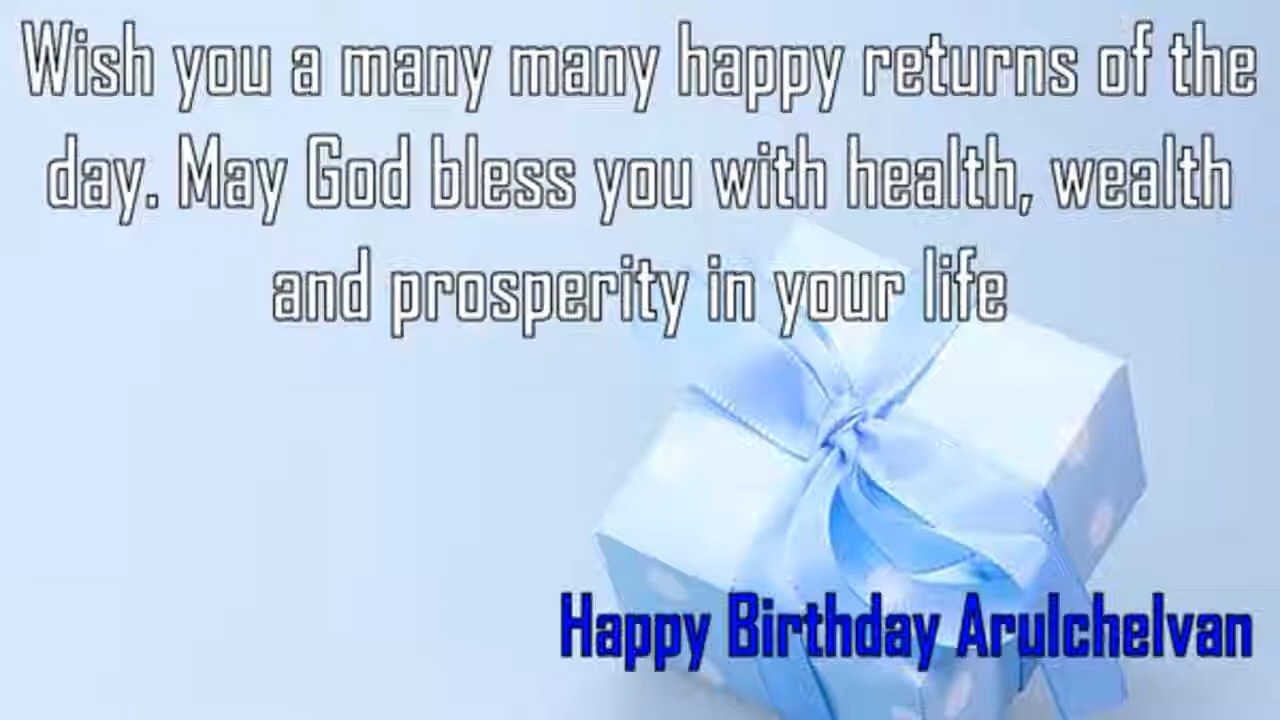 Wish you a many many happy returns of the
day. May God bless you with health, wealth
and prosperity in your life
Happy Birthday Arulchelvan